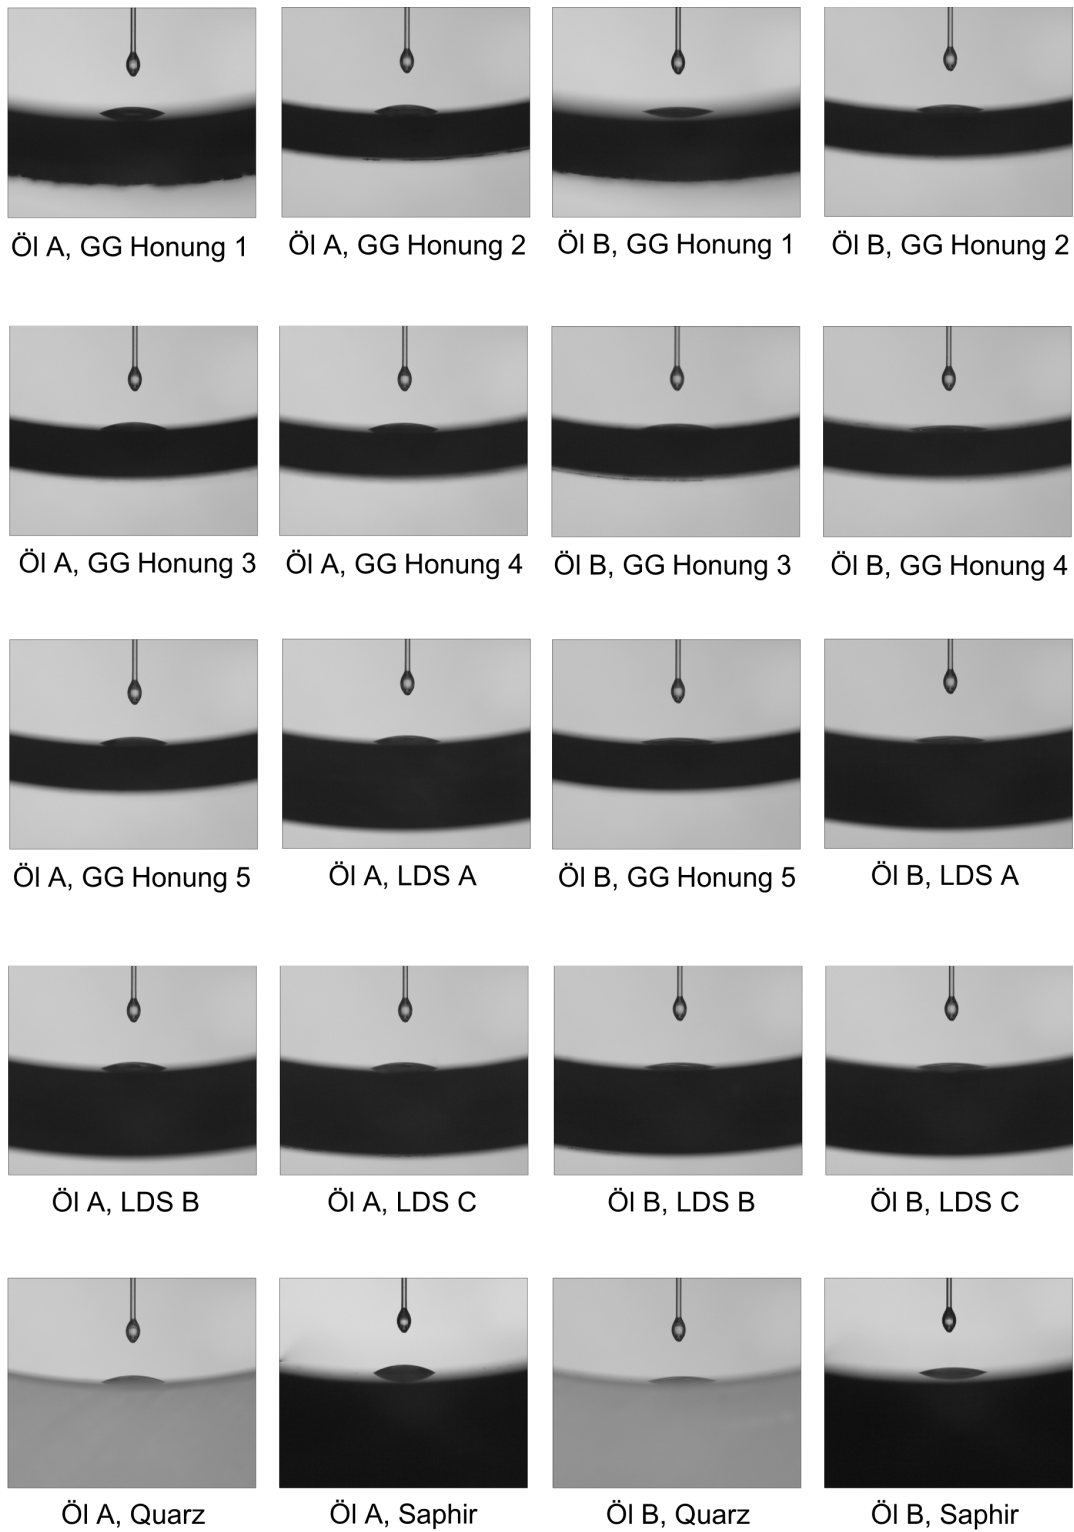 Öl A, GG Honung 1
Öl A, GG Honung 2
Öl B, GG Honung 1
Öl B, GG Honung 2
Öl A, GG Honung 3
Öl A, GG Honung 4
Öl B, GG Honung 3
Öl B, GG Honung 4
Öl A, GG Honung 5
Öl A, LDS A
Öl B, GG Honung 5
Öl B, LDS A
Öl A, LDS B
Öl A, LDS C
Öl B, LDS B
Öl B, LDS C
Öl A, Quarz
Öl A, Saphir
Öl B, Quarz
Öl B, Saphir